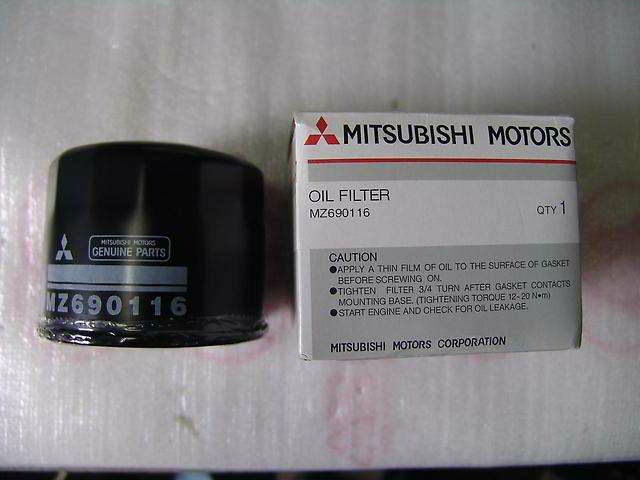 MITSUBISHI MOTORS
GENUINE PARTS
MZ690116
MITSUBISHI MOTORS
OIL FILTER
MZ690116
QTY 1
CAUTION
●APPLY A THIN FILM OF OIL TO THE SURFACE OF GASKET
BEFORE SCREWING ON.
●TIGHTEN FILTER 3/4 TURN AFTER GASKET CONTACTS
MOUNTING BASE. (TIGHTENING TORQUE 12~20 N•m)
●START ENGINE AND CHECK FOR OIL LEAKAGE.
MITSUBISHI MOTORS CORPORATION